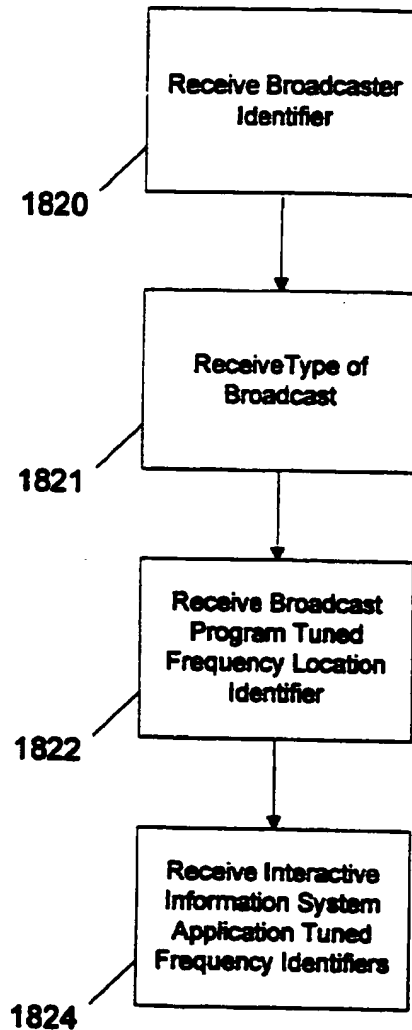 Receive Broadcaster
Identifier
1820
ReceiveType of
Broadcast
1821
Receive Broadcast
Program Tuned
Frequency Location
Identifier
1822
Receive Interactive
Information System
Application Tuned
Frequency Identifiers
1824